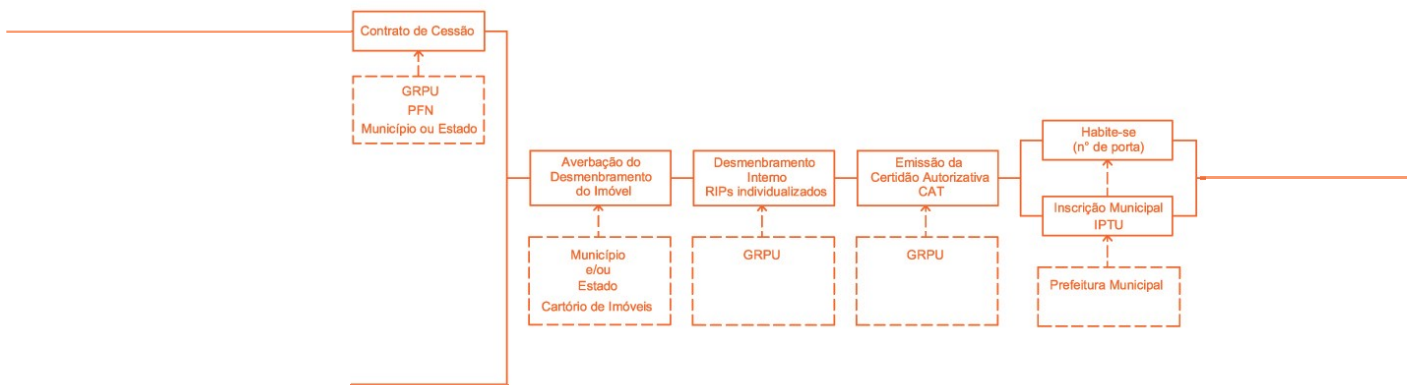 Contrato de Cessão
GRPU
PFN
Município ou Estado
Averbação do
Desmenbramento
do Imóvel
Município
e/ou
Estado
Cartório de Imóveis
Desmenbramento
Interno
RIPs individualizados
GRPU
Emissão da
Certidão Autorizativa
CAT
GRPU
Habite-se
(n° de porta)
Inscrição Municipal
IPTU
Prefeitura Municipal